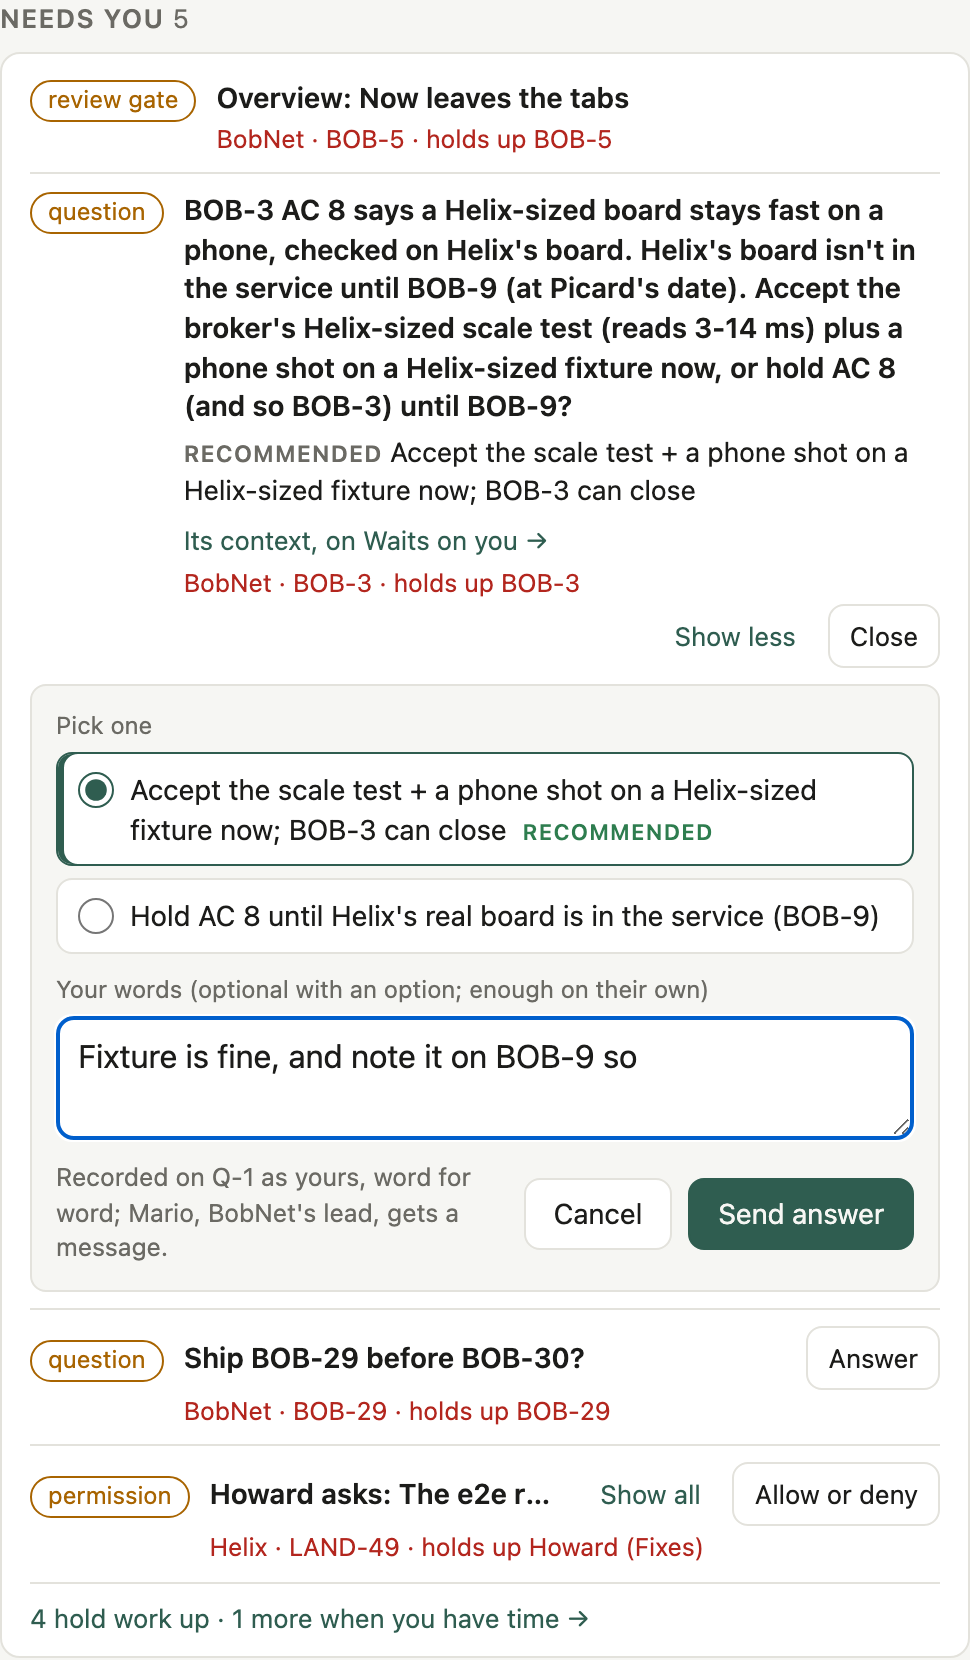 NEEDS YOU 5
review gate
Overview: Now leaves the tabs
BobNet · BOB-5 · holds up BOB-5
question
BOB-3 AC 8 says a Helix-sized board stays fast on a
phone, checked on Helix's board. Helix's board isn't in
the service until BOB-9 (at Picard's date). Accept the
broker's Helix-sized scale test (reads 3-14 ms) plus a
phone shot on a Helix-sized fixture now, or hold AC 8
(and so BOB-3) until BOB-9?
RECOMMENDED Accept the scale test + a phone shot on a
Helix-sized fixture now; BOB-3 can close
Its context, on Waits on you →
BobNet · BOB-3 · holds up BOB-3
Show less Close
Pick one
Accept the scale test + a phone shot on a Helix-sized
fixture now; BOB-3 can close RECOMMENDED
Hold AC 8 until Helix's real board is in the service (BOB-9)
Your words (optional with an option; enough on their own)
Fixture is fine, and note it on BOB-9 so
Recorded on Q-1 as yours, word for
word; Mario, BobNet's lead, gets a
message.
Cancel Send answer
question
Ship BOB-29 before BOB-30?
Answer
BobNet · BOB-29 · holds up BOB-29
permission
Howard asks: The e2e r...
Show all
Allow or deny
Helix · LAND-49 · holds up Howard (Fixes)
4 hold work up · 1 more when you have time →